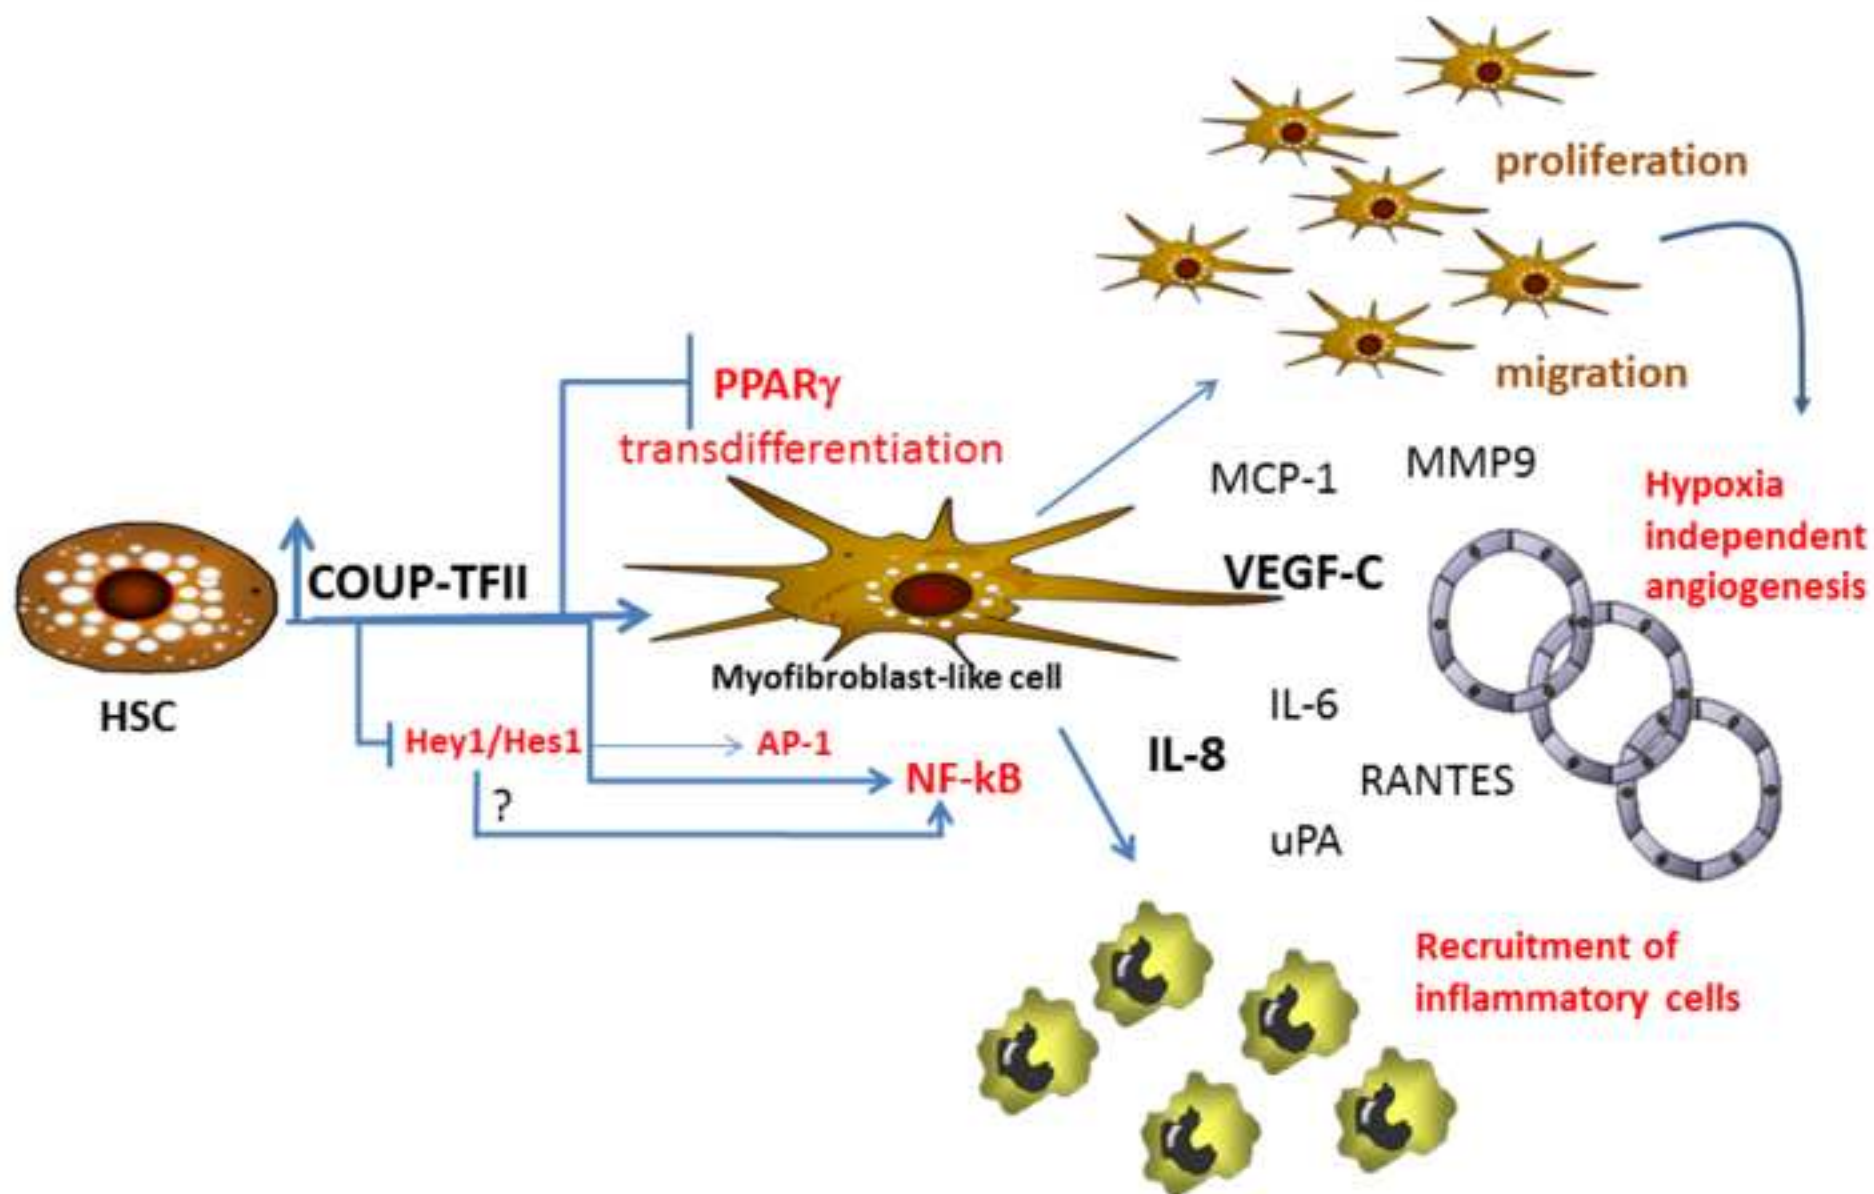 proliferation
migration
PPARγ
transdifferentiation
MCP-1
MMP9
Hypoxia
independent
angiogenesis
COUP-TFII
VEGF-C
HSC
Myofibroblast-like cell
Hey1/Hes1
AP-1
NF-kB
?
IL-6
IL-8
RANTES
uPA
Recruitment of
inflammatory cells